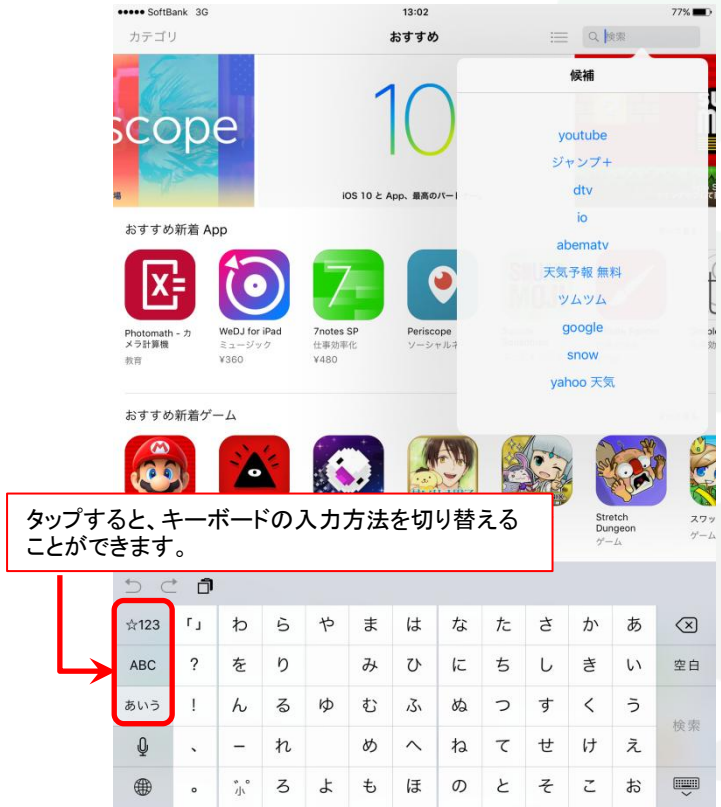 SoftBank 3G
13:02
77%
カテゴリ
おすすめ
検索
候補
youtube
ジャンプ+
dtv
io
abematv
天気予報 無料
ツムツム
google
snow
yahoo 天気
scope
10
場
iOS 10 と App、最高のパート
おすすめ新着 App
Photomath - カ
メラ計算機
教育
WeDJ for iPad
ミュージック
¥360
7
7notes SP
仕事効率化
¥480
Periscope
ソーシャルネ
おすすめ新着ゲーム
Stretch
Dungeon
ゲーム
スワッ
ゲーム
タップすると、キーボードの入力方法を切り替える
ことができます。
☆123 「」 わ ら や ま は な た さ か あ
ABC ? を り み ひ に ち し き い 空白
あいう ! ん る ゆ む ふ ぬ つ す く う
検索
、 ー れ め へ ね て せ け え
。 ゛゜小 ろ よ も ほ の と そ こ お